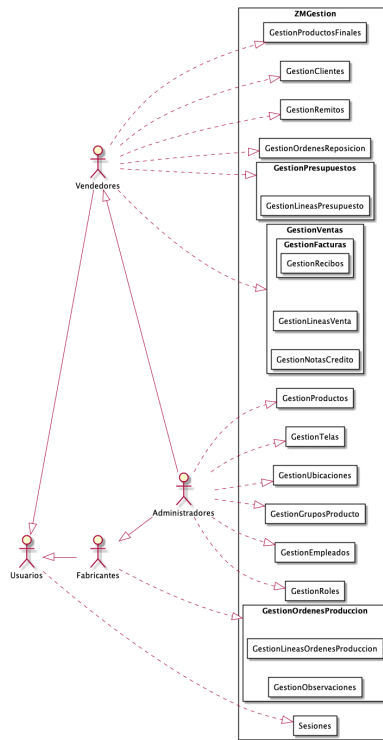 ZMGestion
GestionProductosFinales
GestionClientes
GestionRemitos
GestionOrdenesReposicion
GestionPresupuestos
GestionLineasPresupuesto
Vendedores
GestionVentas
GestionFacturas
GestionRecibos
GestionLineasVenta
GestionNotasCredito
GestionProductos
GestionTelas
GestionUbicaciones
Administradores
GestionGruposProducto
GestionEmpleados
Usuarios
Fabricantes
GestionRoles
GestionOrdenesProduccion
GestionLineasOrdenesProduccion
GestionObservaciones
Sesiones